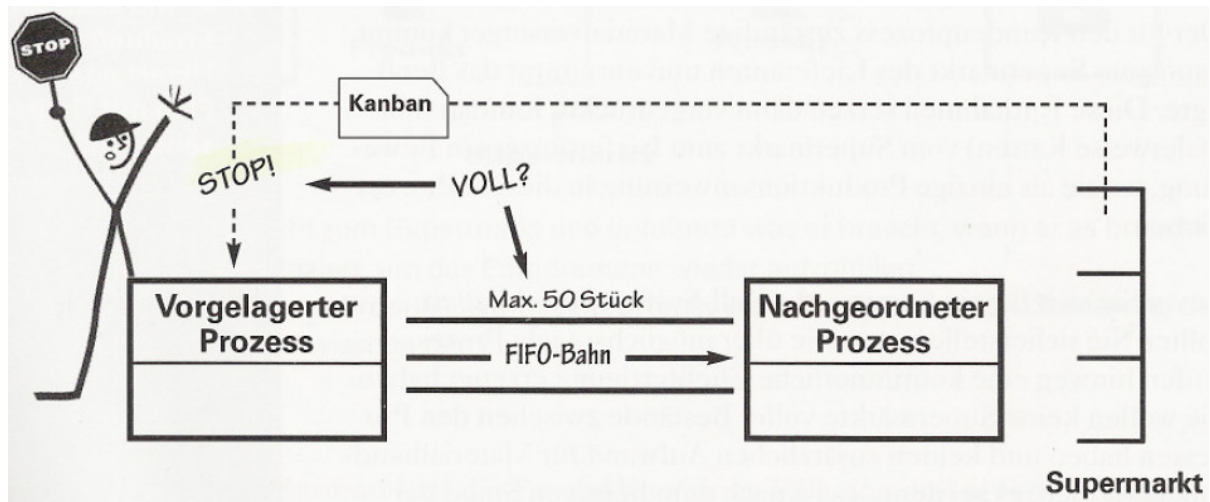 STOP
Kanban
STOP!
VOLL?
Vorgelagerter
Prozess
Max. 50 Stück
FIFO-Bahn
Nachgeordneter
Prozess
Supermarkt